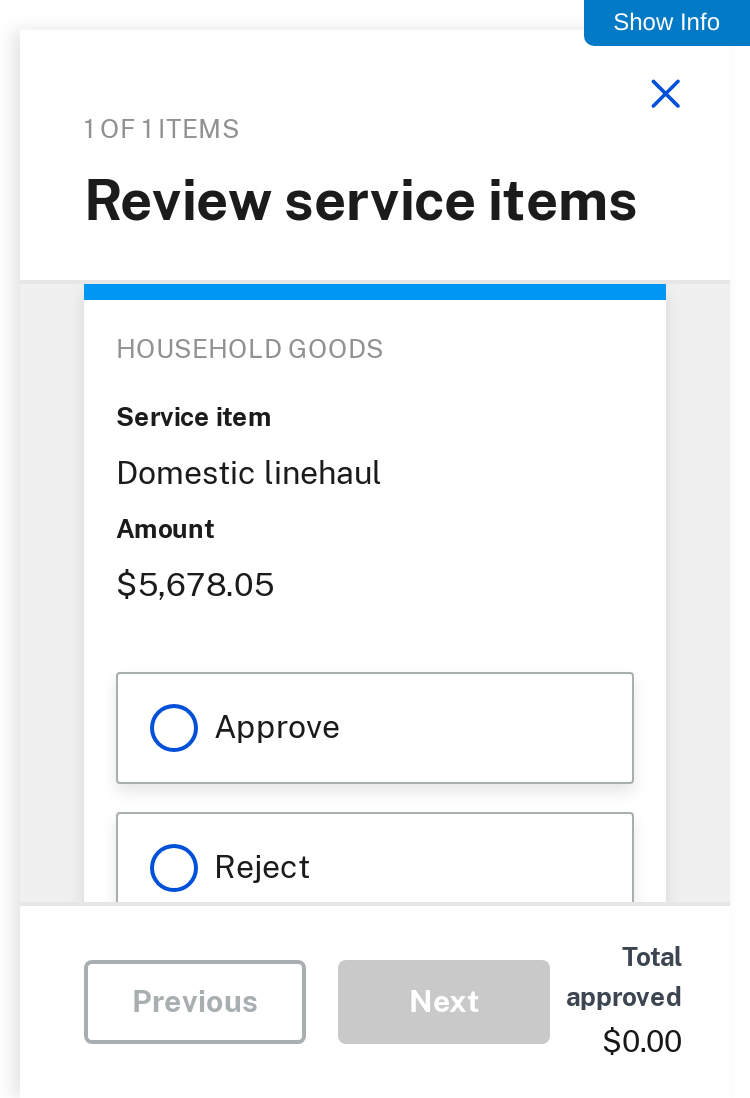 Show Info
1 OF 1 ITEMS
Review service items
HOUSEHOLD GOODS
Service item
Domestic linehaul
Amount
$5,678.05
Approve
Reject
Previous
Next
Total
approved
$0.00